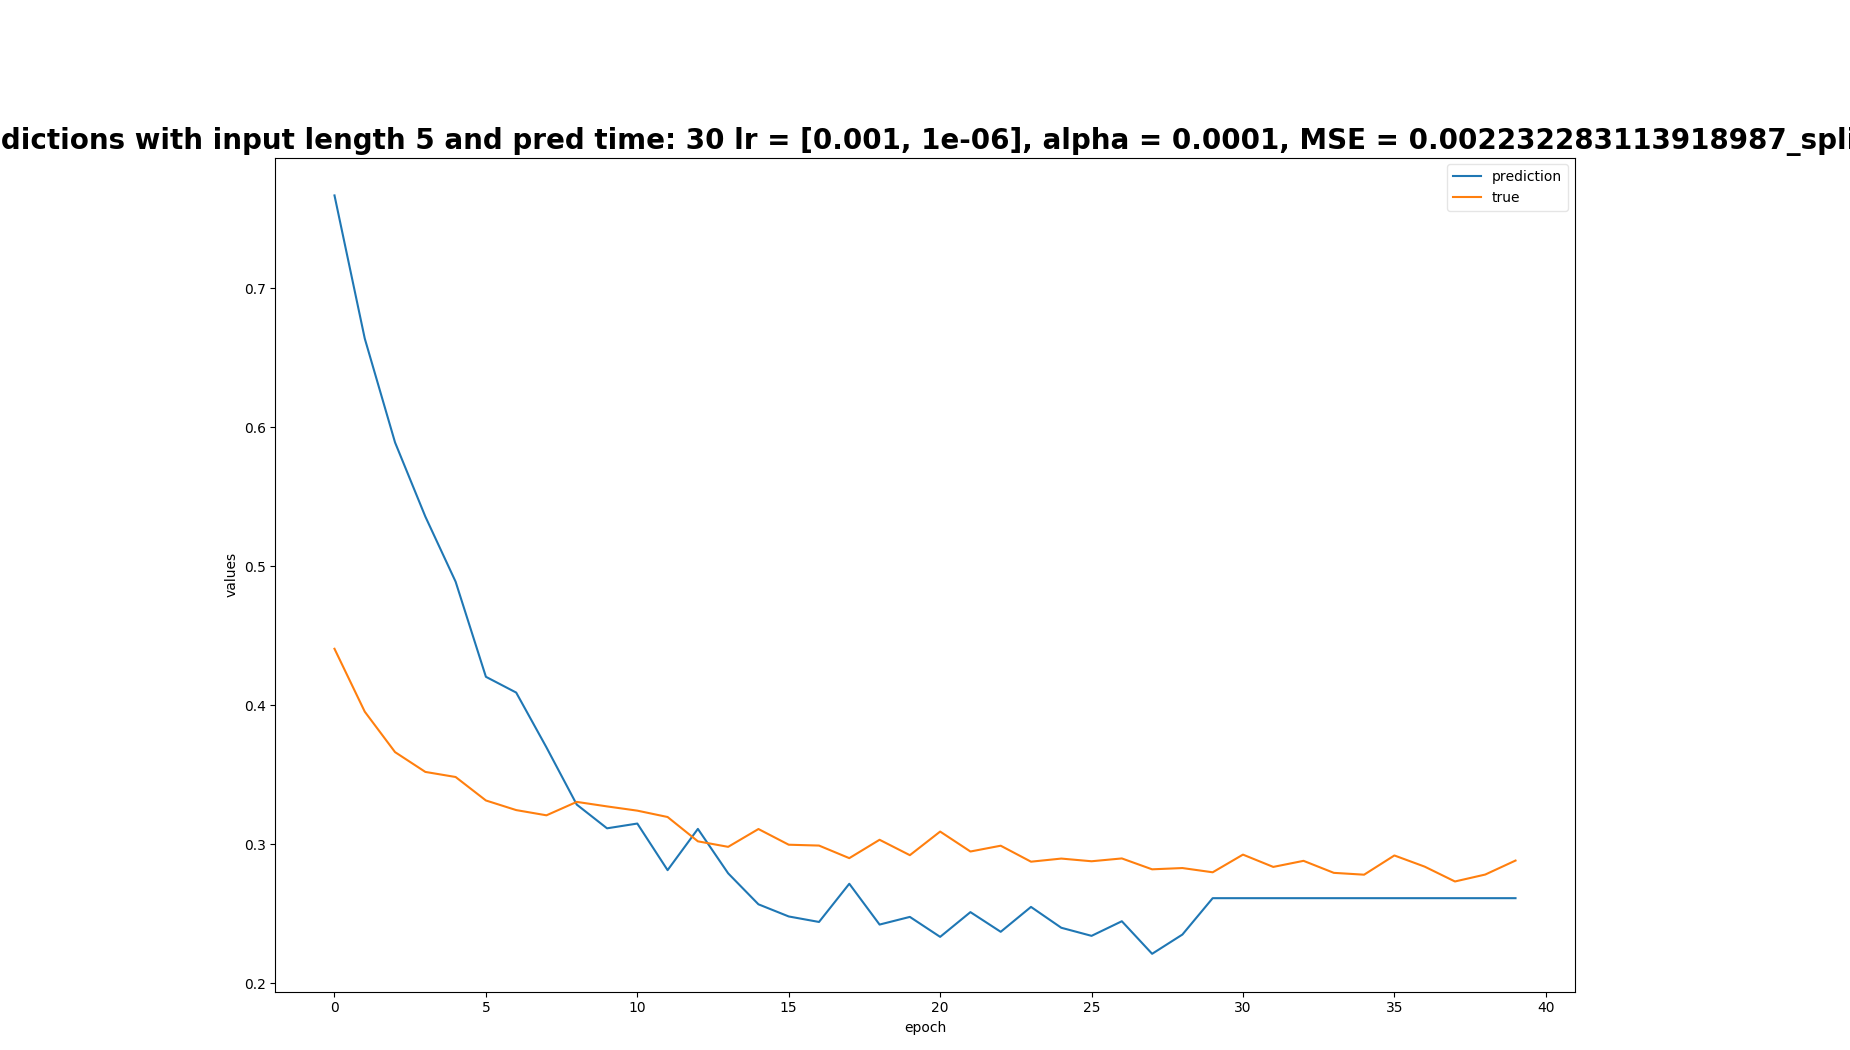 dictions with input length 5 and pred time: 30 lr = [0.001, 1e-06], alpha = 0.0001, MSE = 0.002232283113918987_spli
prediction
true
0.7
0.6
0.5
0.4
0.3
0.2
values
0 5 10 15 20 25 30 35 40
epoch